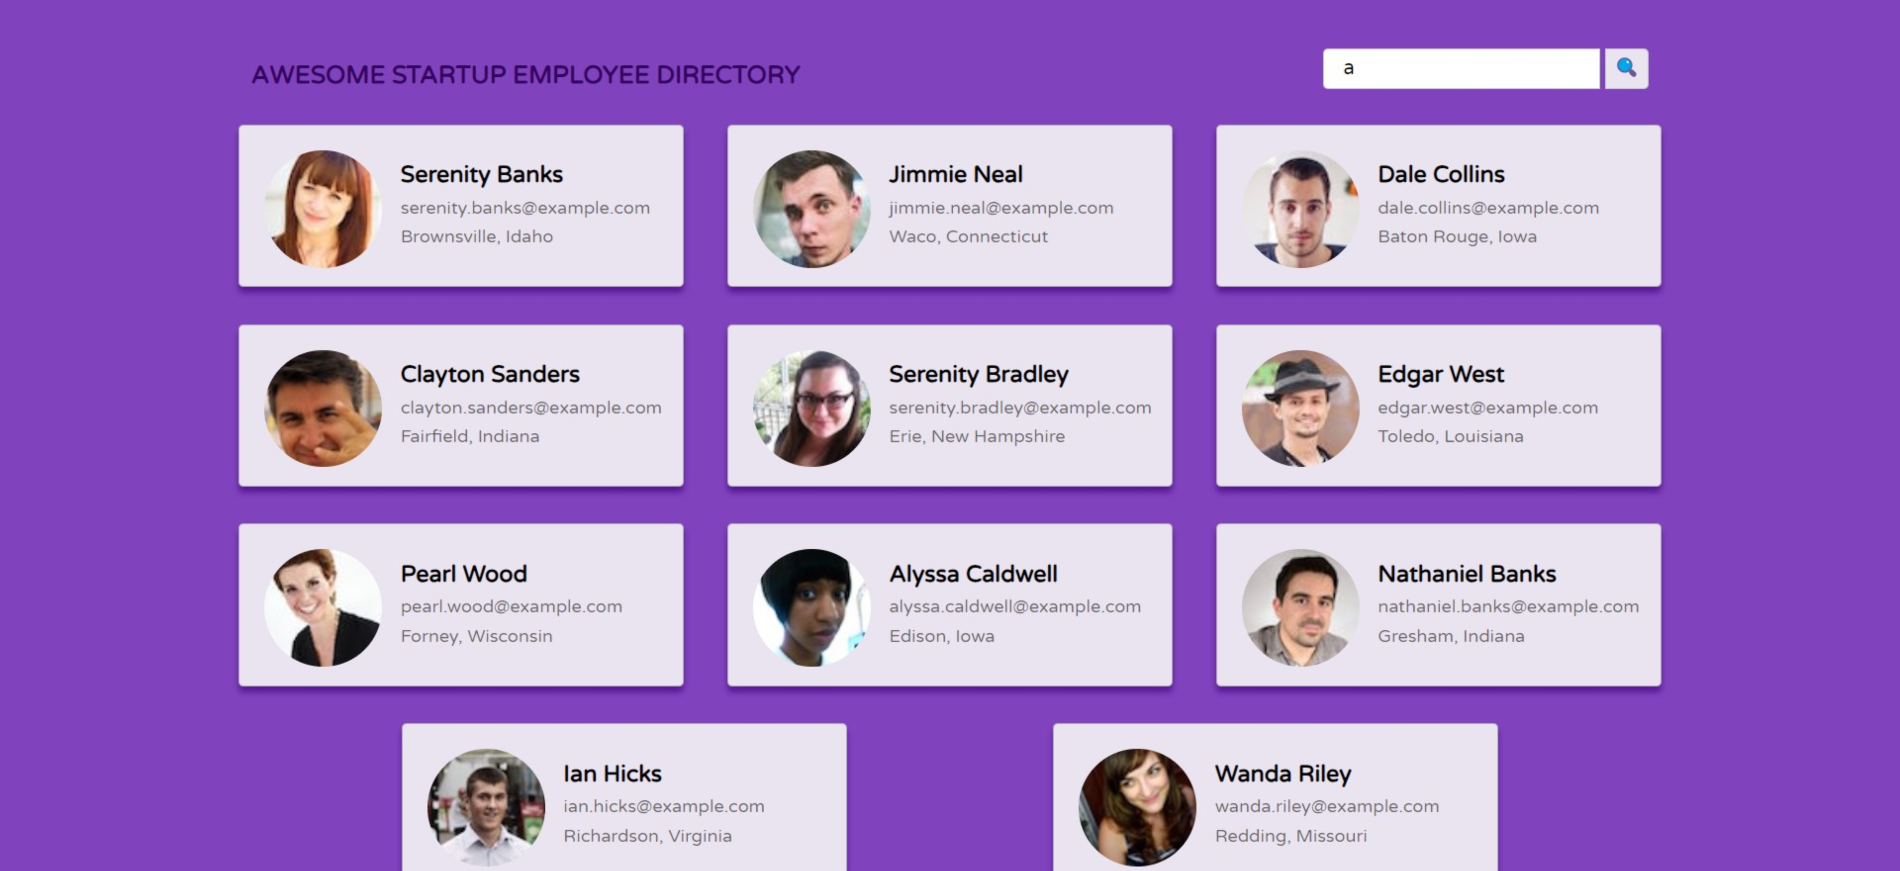 AWESOME STARTUP EMPLOYEE DIRECTORY
a
Serenity Banks
serenity.banks@example.com
Brownsville, Idaho
Jimmie Neal
jimmie.neal@example.com
Waco, Connecticut
Dale Collins
dale.collins@example.com
Baton Rouge, Iowa
Clayton Sanders
clayton.sanders@example.com
Fairfield, Indiana
Serenity Bradley
serenity.bradley@example.com
Erie, New Hampshire
Edgar West
edgar.west@example.com
Toledo, Louisiana
Pearl Wood
pearl.wood@example.com
Forney, Wisconsin
Alyssa Caldwell
alyssa.caldwell@example.com
Edison, Iowa
Nathaniel Banks
nathaniel.banks@example.com
Gresham, Indiana
Ian Hicks
ian.hicks@example.com
Richardson, Virginia
Wanda Riley
wanda.riley@example.com
Redding, Missouri